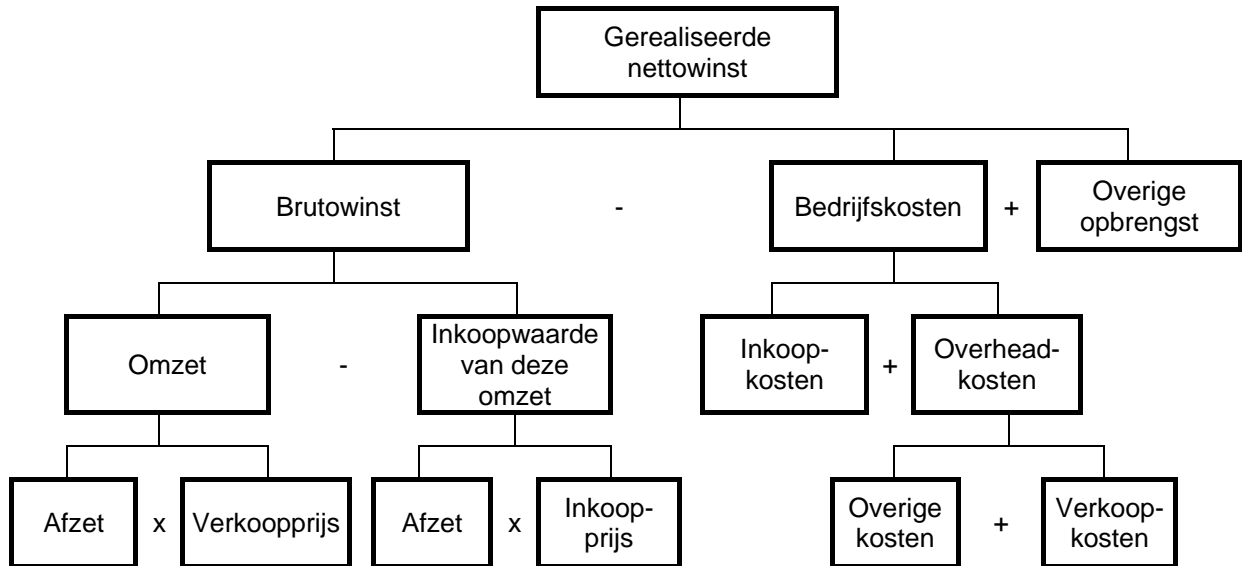 Gerealiseerde
nettowinst
Brutowinst
-
Bedrijfskosten
+
Overige
opbrengst
Omzet
-
Inkoopwaarde
van deze
omzet
Inkoop-
kosten
+
Overhead-
kosten
Afzet
x
Verkoopprijs
Afzet
x
Inkoop-
prijs
Overige
kosten
+
Verkoop-
kosten